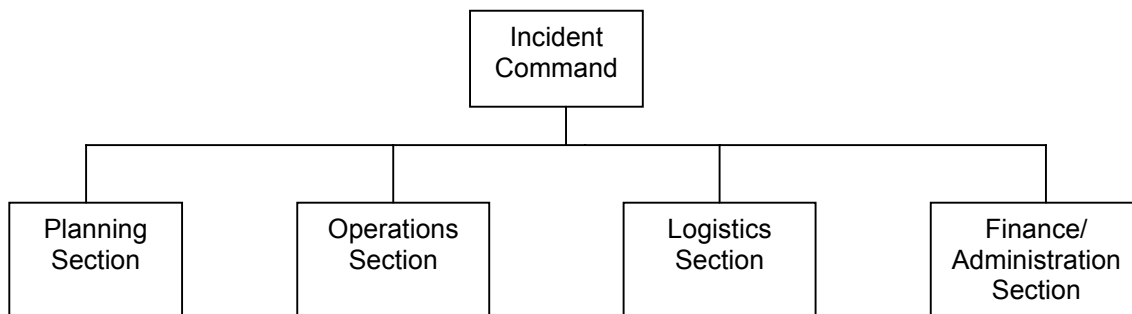 Incident
Command
Planning
Section
Operations
Section
Logistics
Section
Finance/
Administration
Section